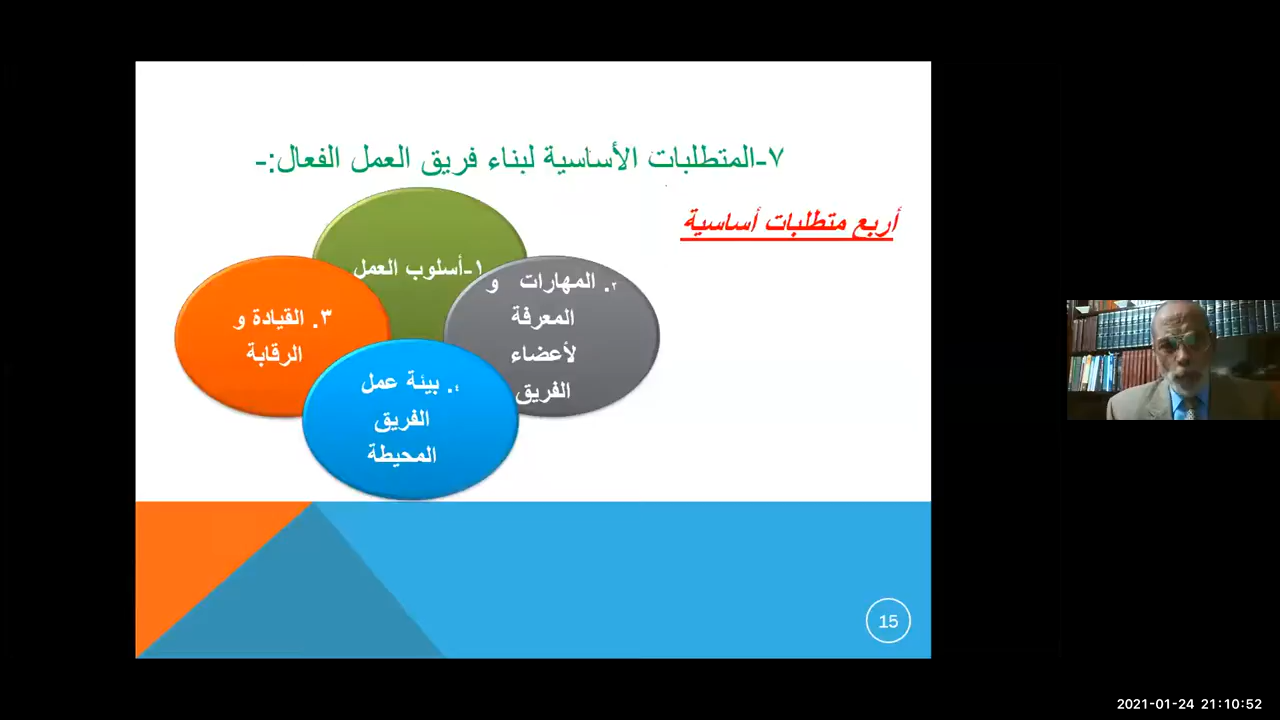 ٧-المتطلبات الأساسية لبناء فريق العمل الفعال:-
أربع متطلبات أساسية
١-أسلوب العمل
٢. المهارات و
المعرفة
لأعضاء
الفريق
٣. القيادة و
الرقابة
٤. بيئة عمل
الفريق
المحيطة
15
2021-01-24 21:10:52